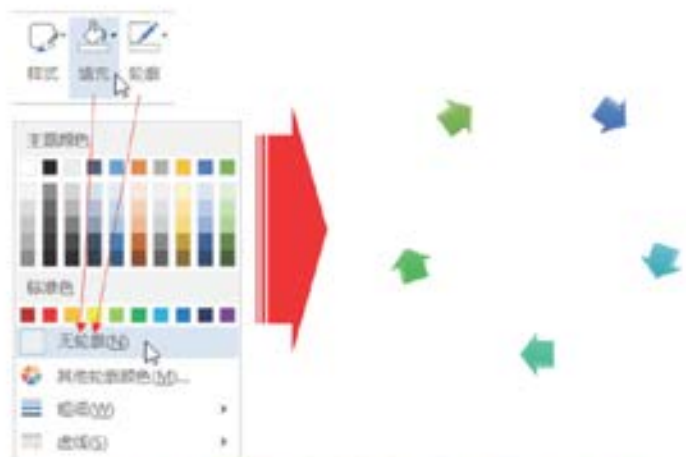 样式 填充 轮廓
主题颜色
标准色
无轮廓(N)
其他轮廓颜色(M)...
粗细(W)
虚线(S)